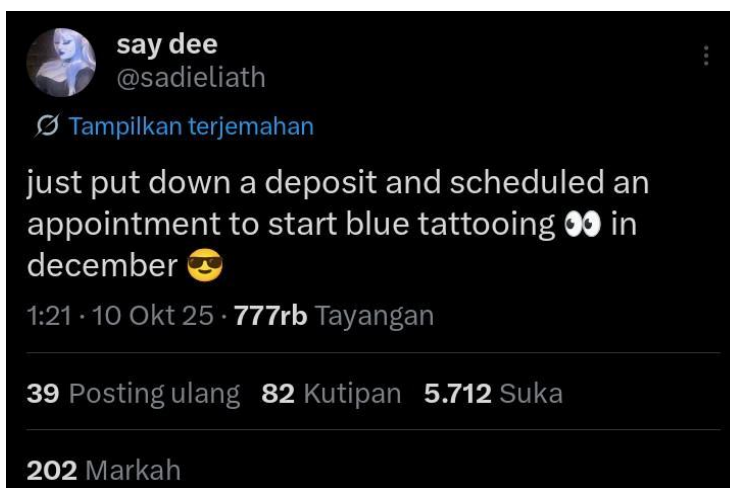 say dee
@sadieliath
Tampilkan terjemahan
just put down a deposit and scheduled an
appointment to start blue tattooing 👀 in
december 😎
1:21 · 10 Okt 25 · 777rb Tayangan
39 Posting ulang 82 Kutipan 5.712 Suka
202 Markah